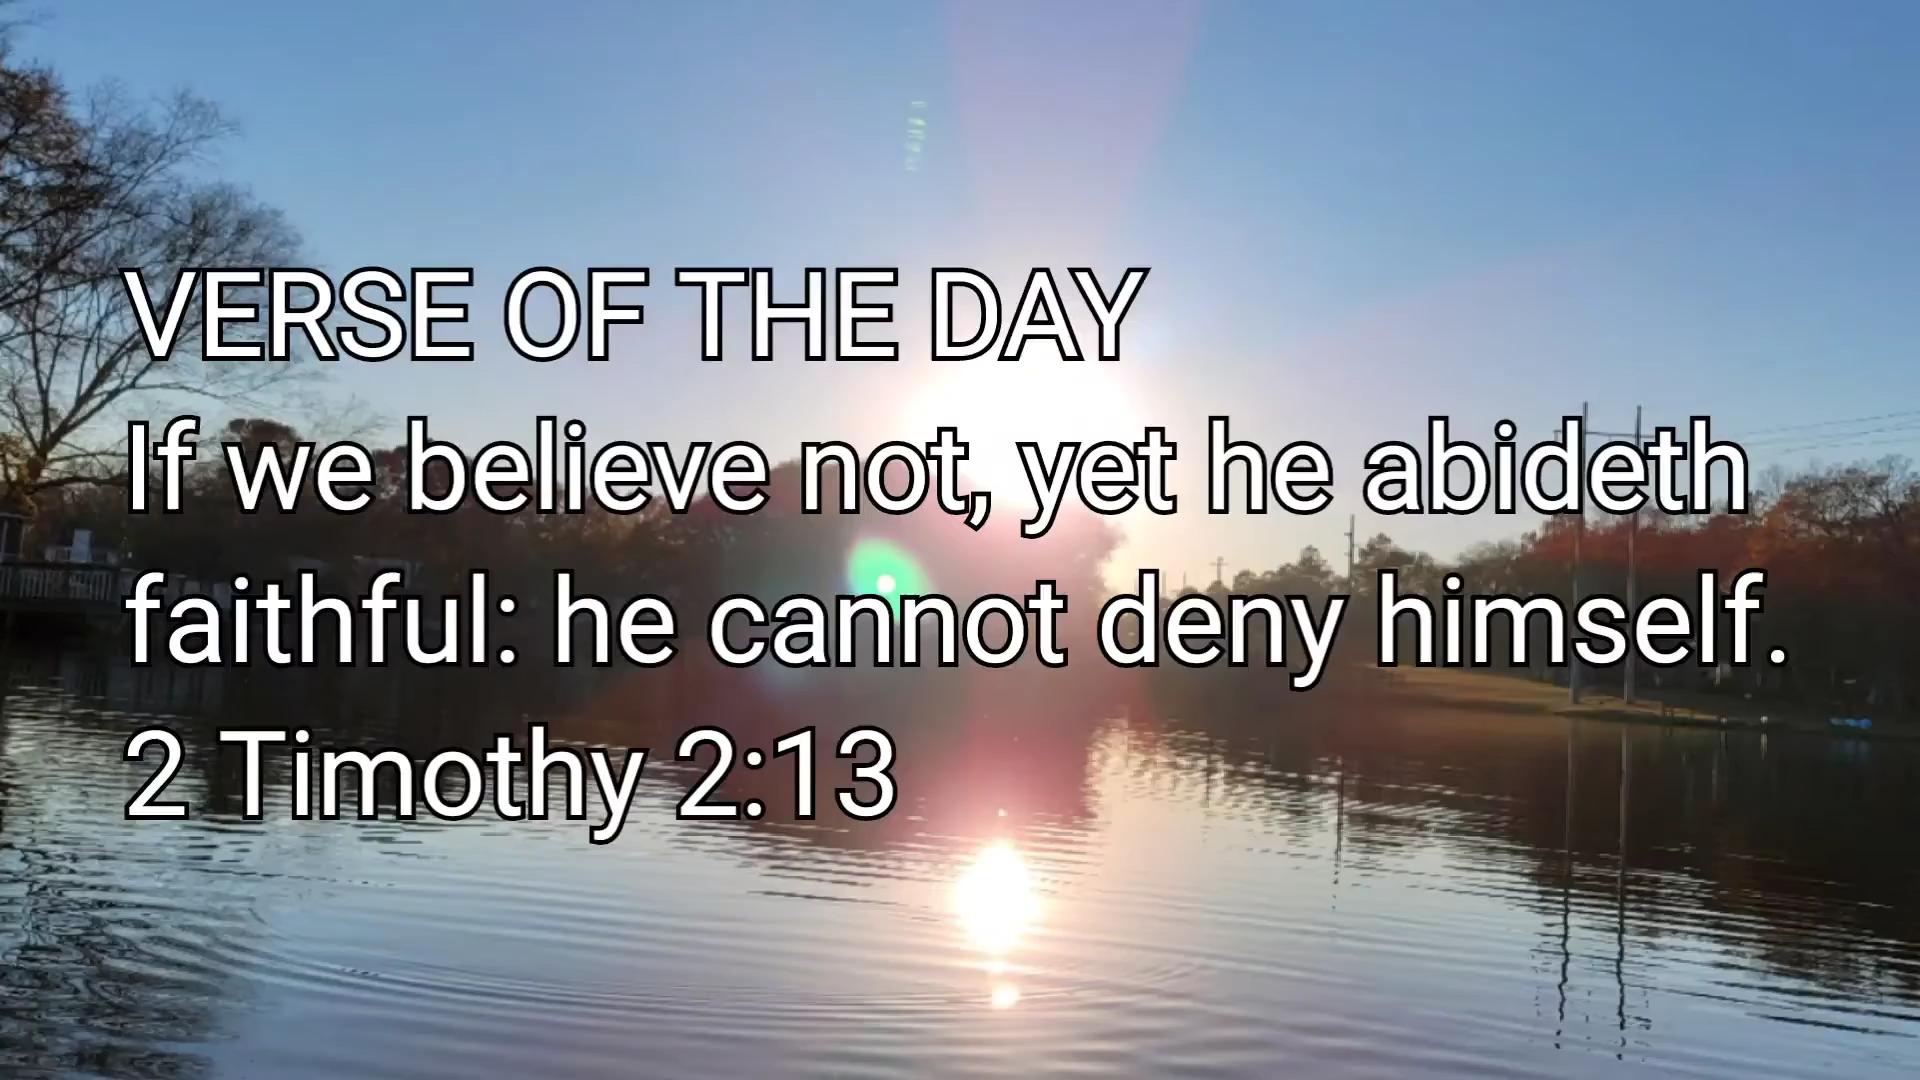 VERSE OF THE DAY
If we believe not, yet he abideth
faithful: he cannot deny himself.
2 Timothy 2:13